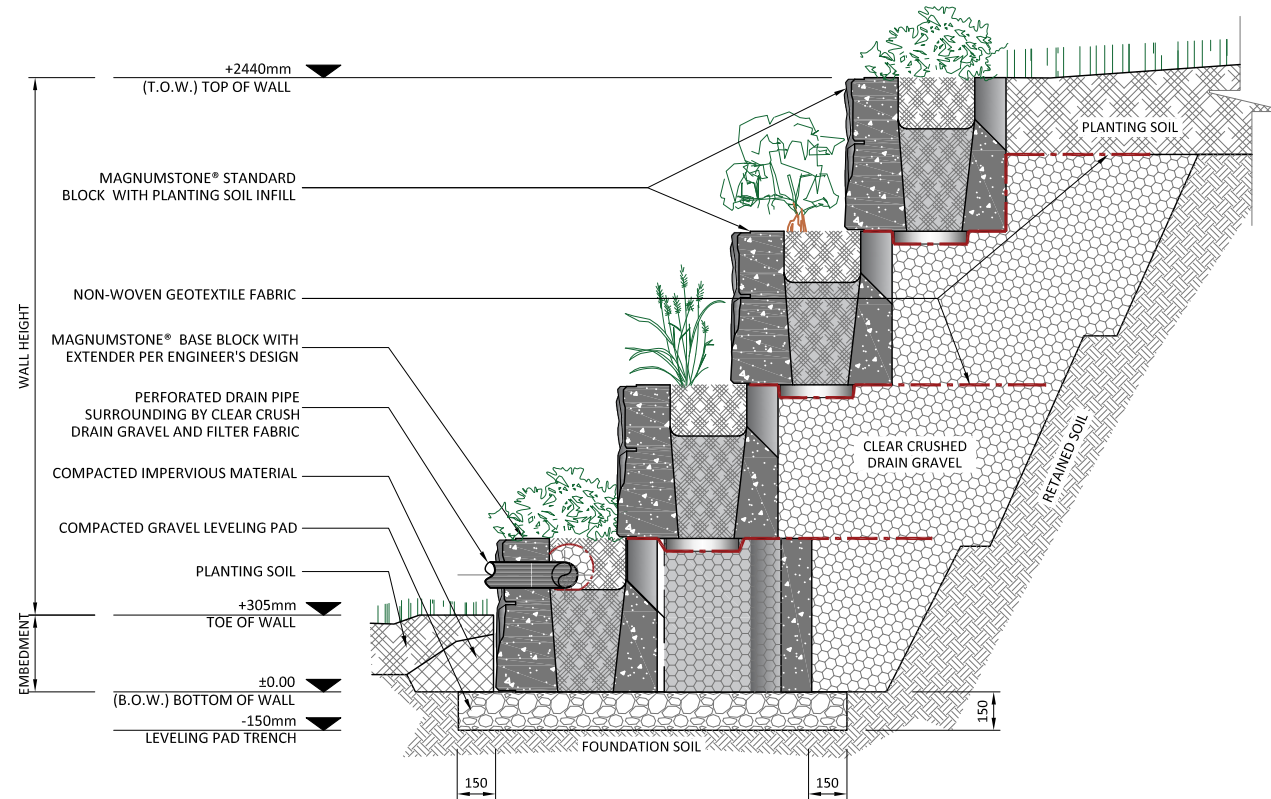 +2440mm
(T.O.W.) TOP OF WALL
PLANTING SOIL
MAGNUMSTONE® STANDARD
BLOCK WITH PLANTING SOIL INFILL
NON-WOVEN GEOTEXTILE FABRIC
WALL HEIGHT
MAGNUMSTONE® BASE BLOCK WITH
EXTENDER PER ENGINEER'S DESIGN
PERFORATED DRAIN PIPE
SURROUNDING BY CLEAR CRUSH
DRAIN GRAVEL AND FILTER FABRIC
CLEAR CRUSHED
DRAIN GRAVEL
RETAINED SOIL
COMPACTED IMPERVIOUS MATERIAL
COMPACTED GRAVEL LEVELING PAD
PLANTING SOIL
+305mm
TOE OF WALL
EMBEDMENT
±0.00
(B.O.W.) BOTTOM OF WALL
-150mm
LEVELING PAD TRENCH
150
FOUNDATION SOIL
150
150